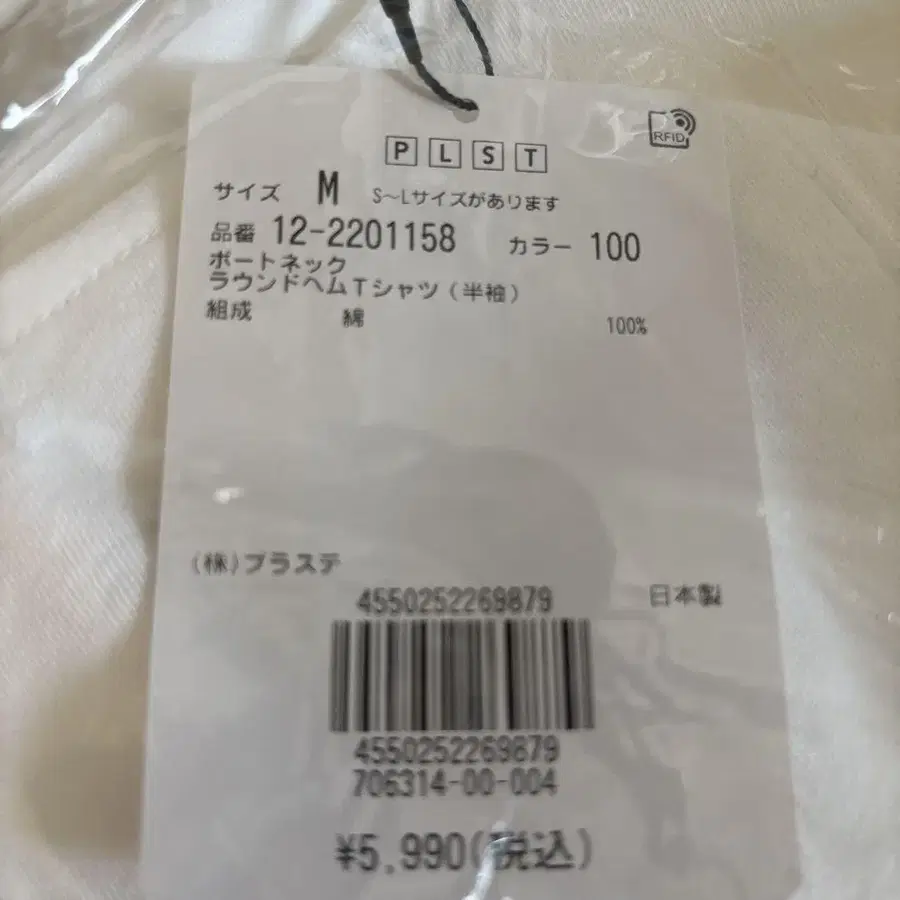 PLST
RFID
サイズ M S～Lサイズがあります
品番 12-2201158 カラー 100
ボートネック
ラウンドヘムTシャツ(半袖)
組成 綿 100%
(株)プラステ
4550252269879 日本製
4550252269879
706314-00-004
¥5,990(税込)